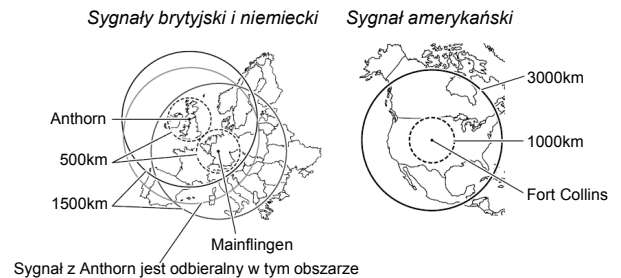 Sygnały brytyjski i niemiecki
Sygnał amerykański
Anthorn
500km
1500km
Mainflingen
Sygnał z Anthorn jest odbieralny w tym obszarze
3000km
1000km
Fort Collins